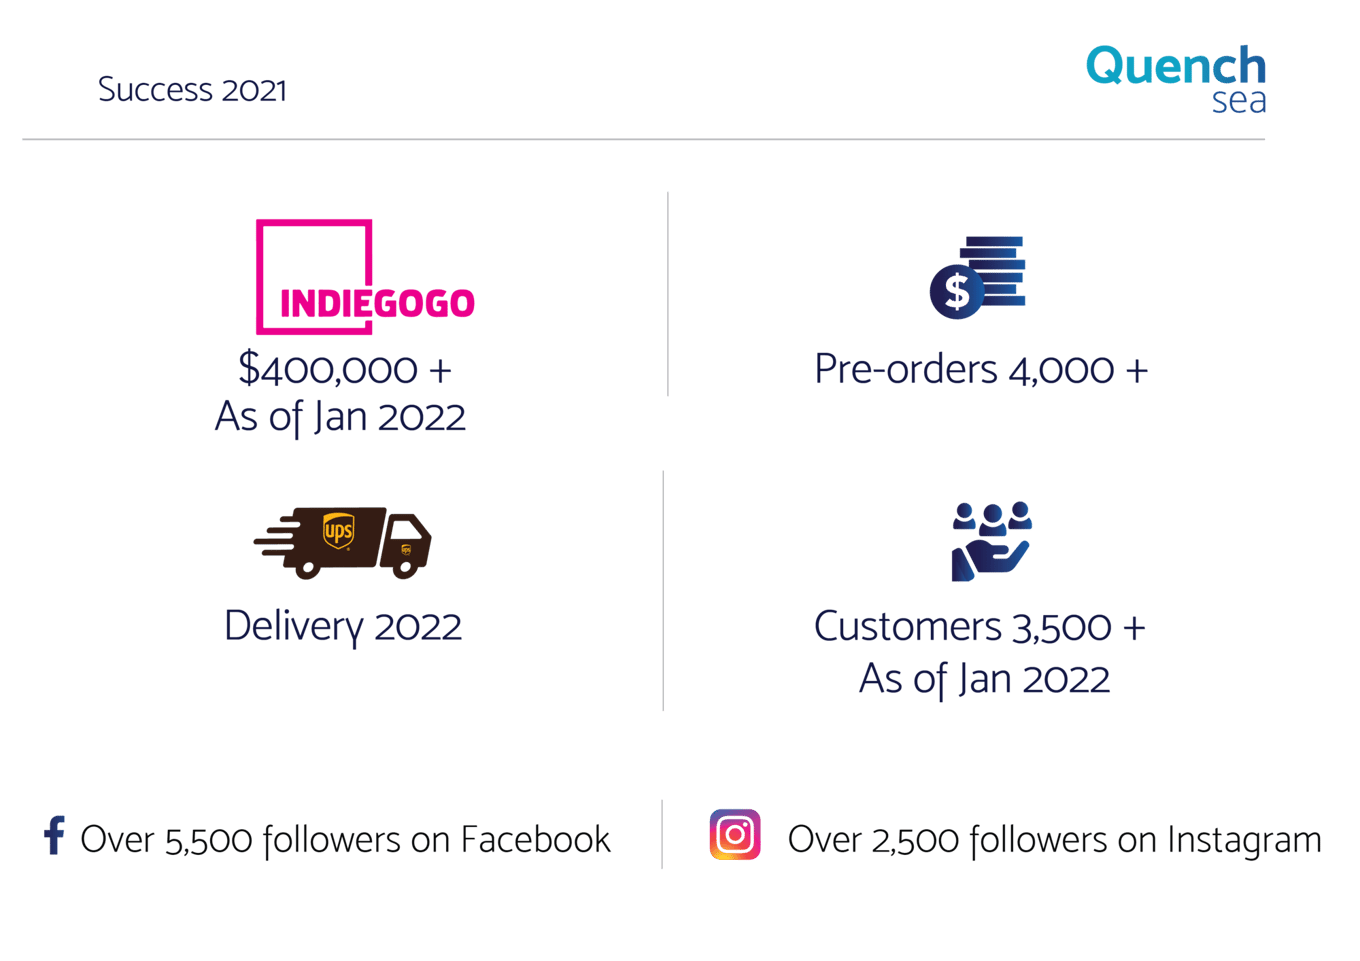 Success 2021
Quench
sea
INDIEGOGO
$400,000 +
As of Jan 2022
$
Pre-orders 4,000 +
ups
ups
Delivery 2022
Customers 3,500 +
As of Jan 2022
f Over 5,500 followers on Facebook
Over 2,500 followers on Instagram